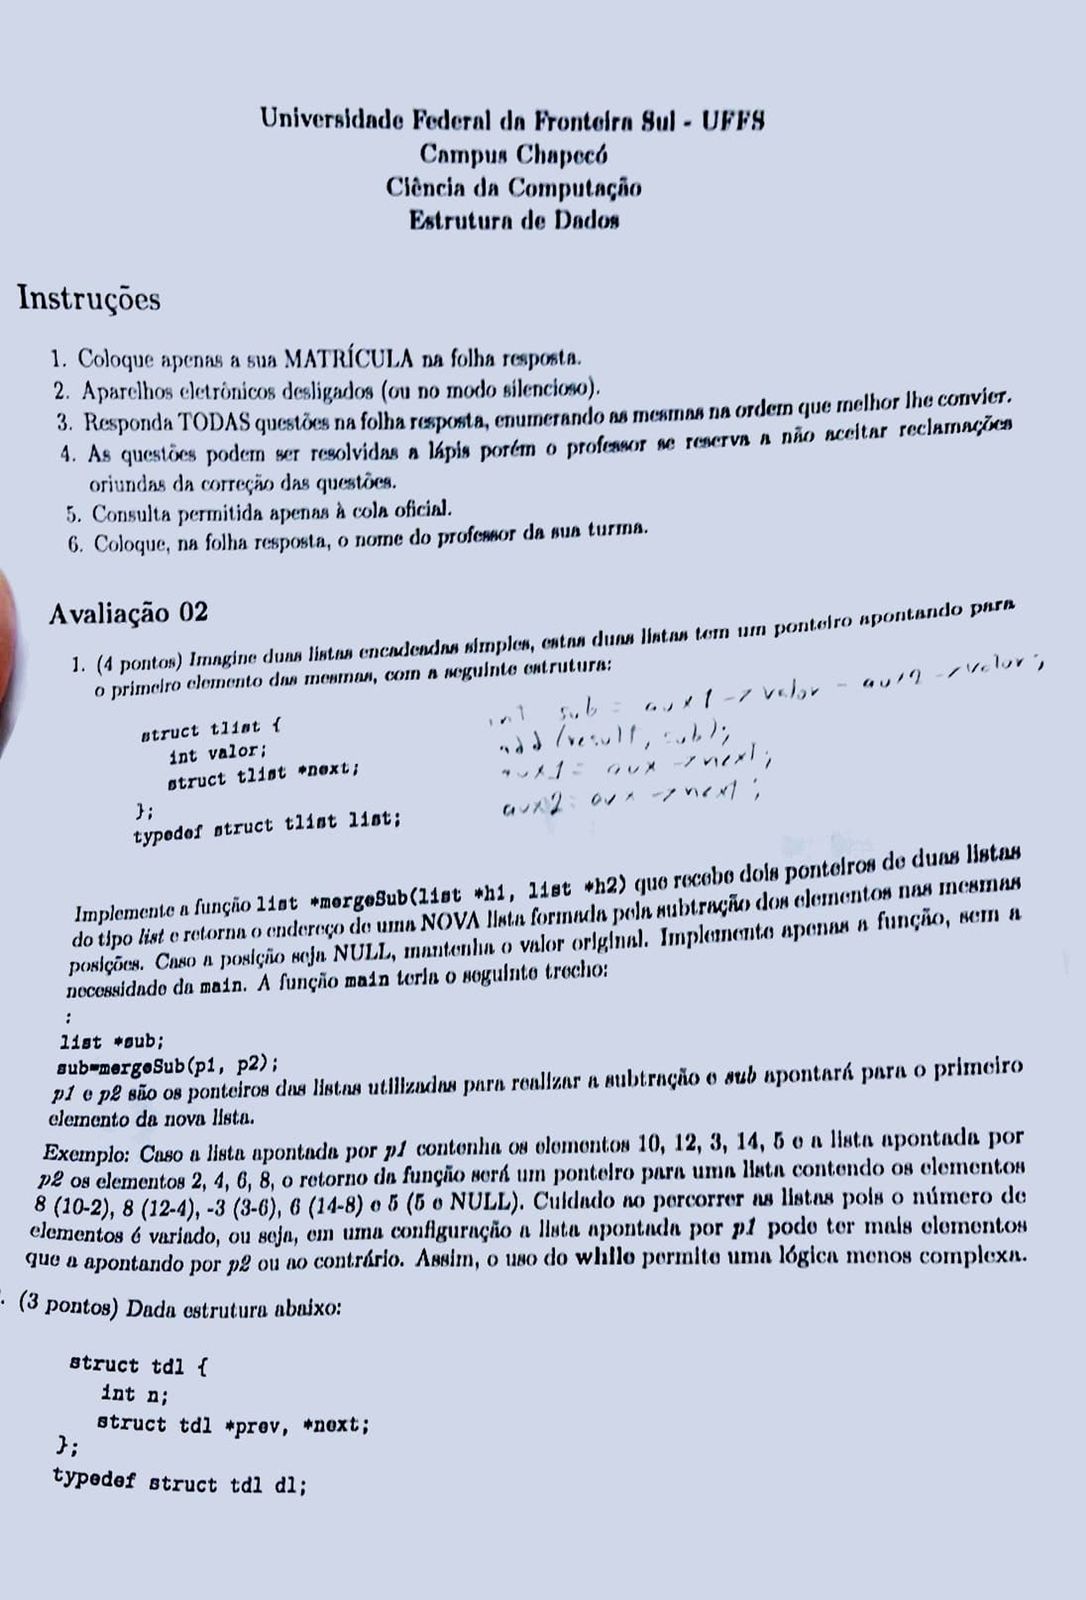 Universidade Federal da Fronteira Sul - UFFS
Campus Chapecó
Ciência da Computação
Estrutura de Dados
Instruções
1. Coloque apenas a sua MATRÍCULA na folha resposta.
2. Aparelhos eletrônicos desligados (ou no modo silencioso).
3. Responda TODAS questões na folha resposta, enumerando as mesmas na ordem que melhor lhe convier.
4. As questões podem ser resolvidas a lápis porém o professor se reserva a não aceitar reclamações
oriundas da correção das questões.
5. Consulta permitida apenas à cola oficial.
6. Coloque, na folha resposta, o nome do professor da sua turma.
Avaliação 02
1. (4 pontos) Imagine duas listas encadeadas simples, estas duas listas tem um ponteiro apontando para
o primeiro elemento das mesmas, com a seguinte estrutura:
struct tlist {
int valor;
struct tlist *next;
};
typedef struct tlist list;
int sub = aux1 -> valor - aux2 -> valor;
add (result, sub);
aux1 = aux -> next;
aux2 = aux -> next;
Implemente a função list *mergeSub(list *h1, list *h2) que recebe dois ponteiros de duas listas
do tipo list e retorna o endereço de uma NOVA lista formada pela subtração dos elementos nas mesmas
posições. Caso a posição seja NULL, mantenha o valor original. Implemente apenas a função, sem a
necessidade da main. A função main teria o seguinte trecho:
:
list *sub;
sub=mergeSub(p1, p2);
p1 e p2 são os ponteiros das listas utilizadas para realizar a subtração e sub apontará para o primeiro
elemento da nova lista.
Exemplo: Caso a lista apontada por p1 contenha os elementos 10, 12, 3, 14, 5 e a lista apontada por
p2 os elementos 2, 4, 6, 8, o retorno da função será um ponteiro para uma lista contendo os elementos
8 (10-2), 8 (12-4), -3 (3-6), 6 (14-8) e 5 (5 e NULL). Cuidado ao percorrer as listas pois o número de
elementos é variado, ou seja, em uma configuração a lista apontada por p1 pode ter mais elementos
que a apontando por p2 ou ao contrário. Assim, o uso do while permite uma lógica menos complexa.
. (3 pontos) Dada estrutura abaixo:
struct tdl {
int n;
struct tdl *prev, *next;
};
typedef struct tdl dl;